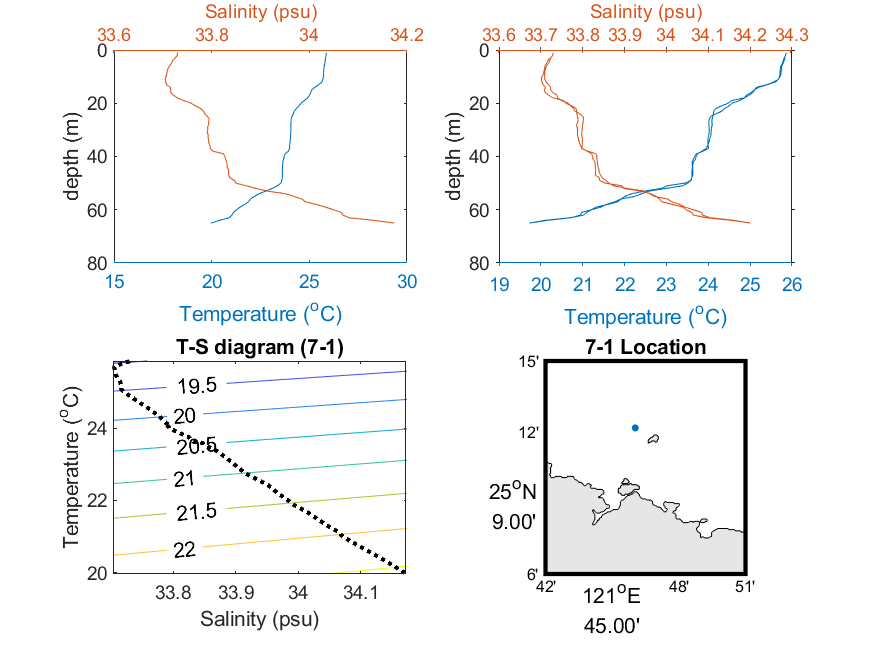 Salinity (psu)
33.6 33.8 34 34.2
0
20
40
60
80
depth (m)
15 20 25 30
Temperature (°C)
Salinity (psu)
33.6 33.7 33.8 33.9 34 34.1 34.2 34.3
0
20
40
60
80
depth (m)
19 20 21 22 23 24 25 26
Temperature (°C)
T-S diagram (7-1)
19.5
20
20.5
21
21.5
22
24
22
20
Temperature (°C)
33.8 33.9 34 34.1
Salinity (psu)
7-1 Location
15'
12'
25°N
9.00'
6'
42' 48' 51'
121°E
45.00'